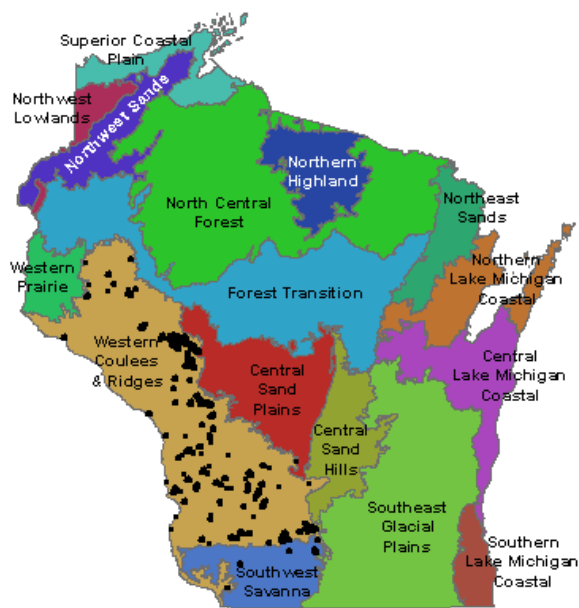 Superior Coastal
Plain
Northwest
Lowlands
Northwest Sands
Northern
Highland
North Central
Forest
Northeast
Sands
Western
Prairie
Northern
Lake Michigan
Coastal
Forest Transition
Western
Coulees
& Ridges
Central
Sand
Plains
Central
Lake Michigan
Coastal
Central
Sand
Hills
Southeast
Glacial
Plains
Southern
Lake Michigan
Coastal
Southwest
Savanna